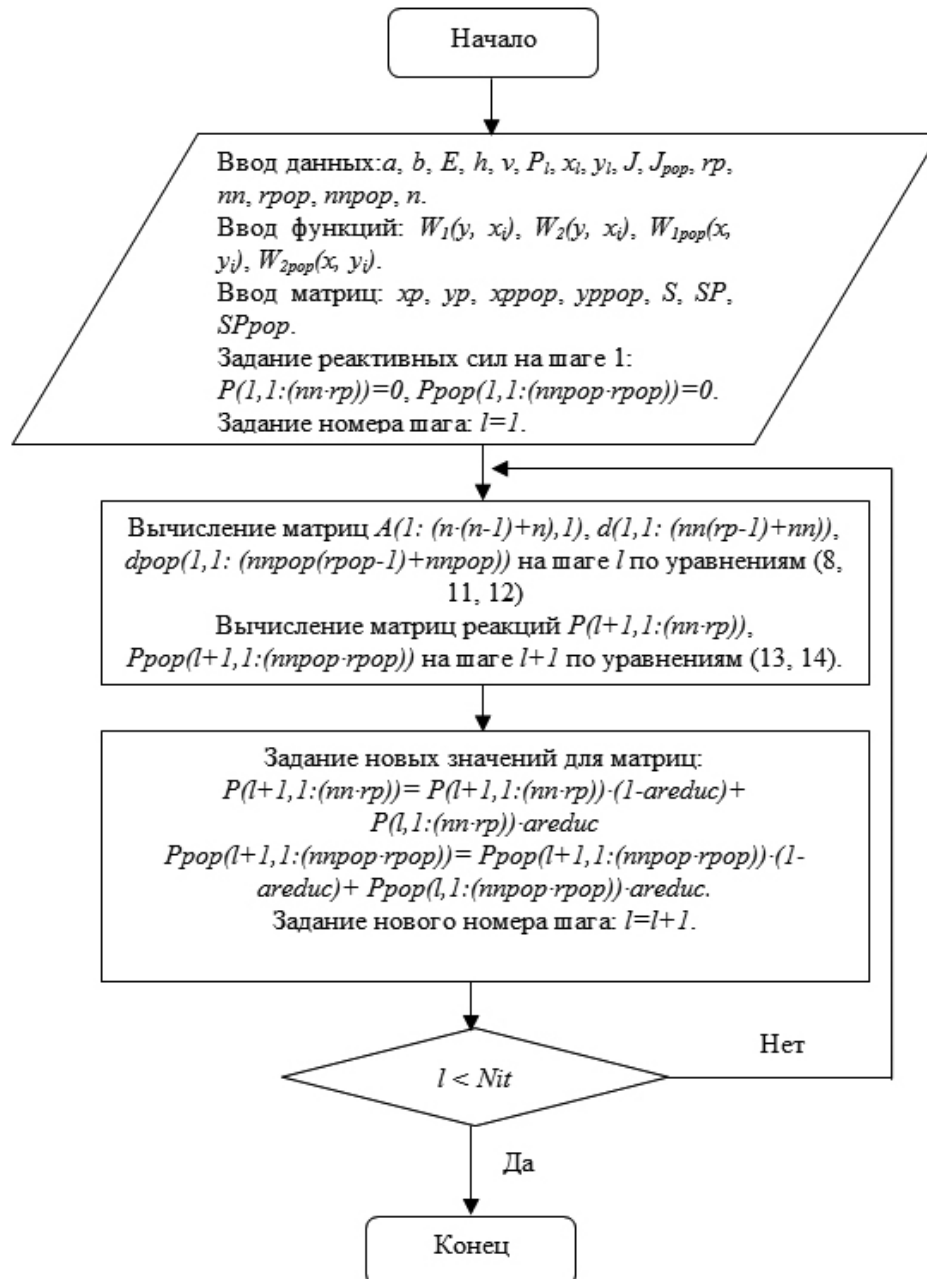 Начало
Ввод данных:a, b, E, h, ν, Pl, xl, yl, J, Jpop, rp,
nn, rpop, nnpop, n.
Ввод функций: W1(y, xi), W2(y, xi), W1pop(x,
yi), W2pop(x, yi).
Ввод матриц: xp, yp, xppop, yppop, S, SP,
SPpop.
Задание реактивных сил на шаге 1:
P(1,1:(nn·rp))=0, Ppop(1,1:(nnpop·rpop))=0.
Задание номера шага: l=1.
Вычисление матриц A(1: (n·(n-1)+n),1), d(1,1: (nn(rp-1)+nn)),
dpop(1,1: (nnpop(rpop-1)+nnpop)) на шаге l по уравнениям (8,
11, 12)
Вычисление матриц реакций P(l+1,1:(nn·rp)),
Ppop(l+1,1:(nnpop·rpop)) на шаге l+1 по уравнениям (13, 14).
Задание новых значений для матриц:
P(l+1,1:(nn·rp))= P(l+1,1:(nn·rp))·(1-areduc)+
P(l,1:(nn·rp))·areduc
Ppop(l+1,1:(nnpop·rpop))= Ppop(l+1,1:(nnpop·rpop))·(1-
areduc)+ Ppop(l,1:(nnpop·rpop))·areduc.
Задание нового номера шага: l=l+1.
Нет
l < Nit
Да
Конец